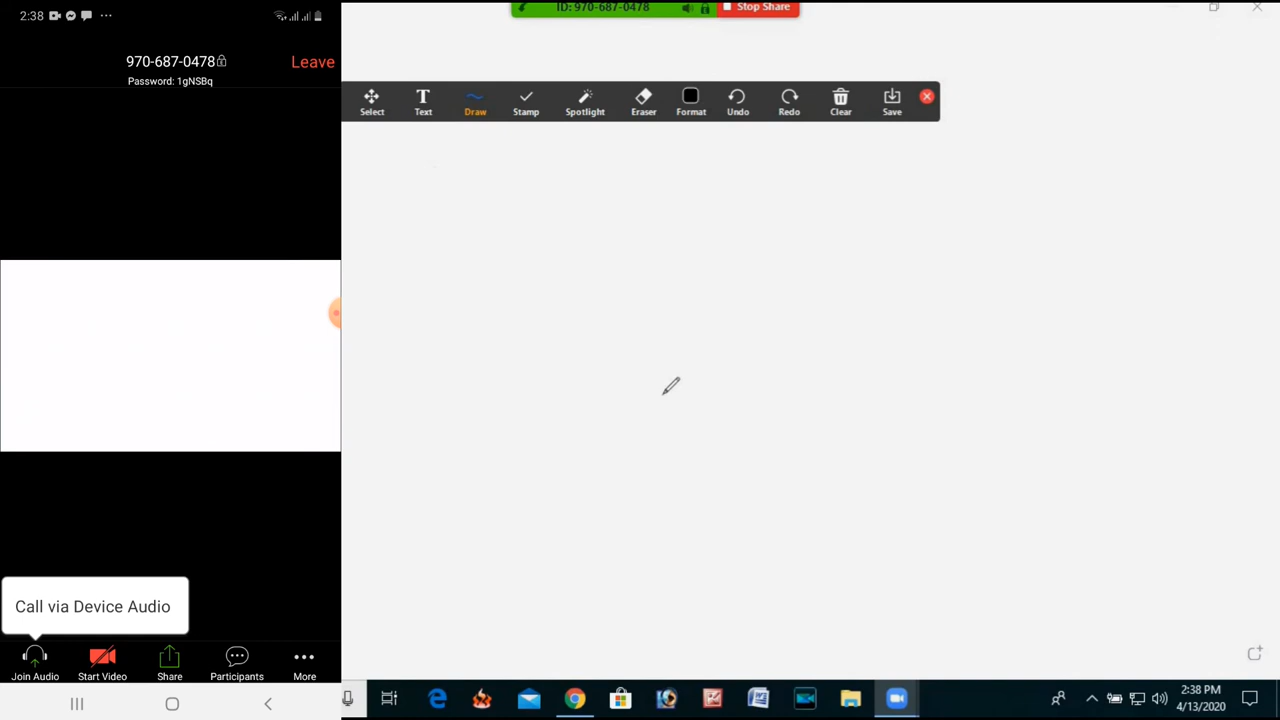 2:38
970-687-0478
Leave
Password: 1gNSBq
Call via Device Audio
Join Audio
Start Video
Share
Participants
More
ID: 970-687-0478
Stop Share
Select
Text
Draw
Stamp
Spotlight
Eraser
Format
Undo
Redo
Clear
Save
2:38 PM
4/13/2020